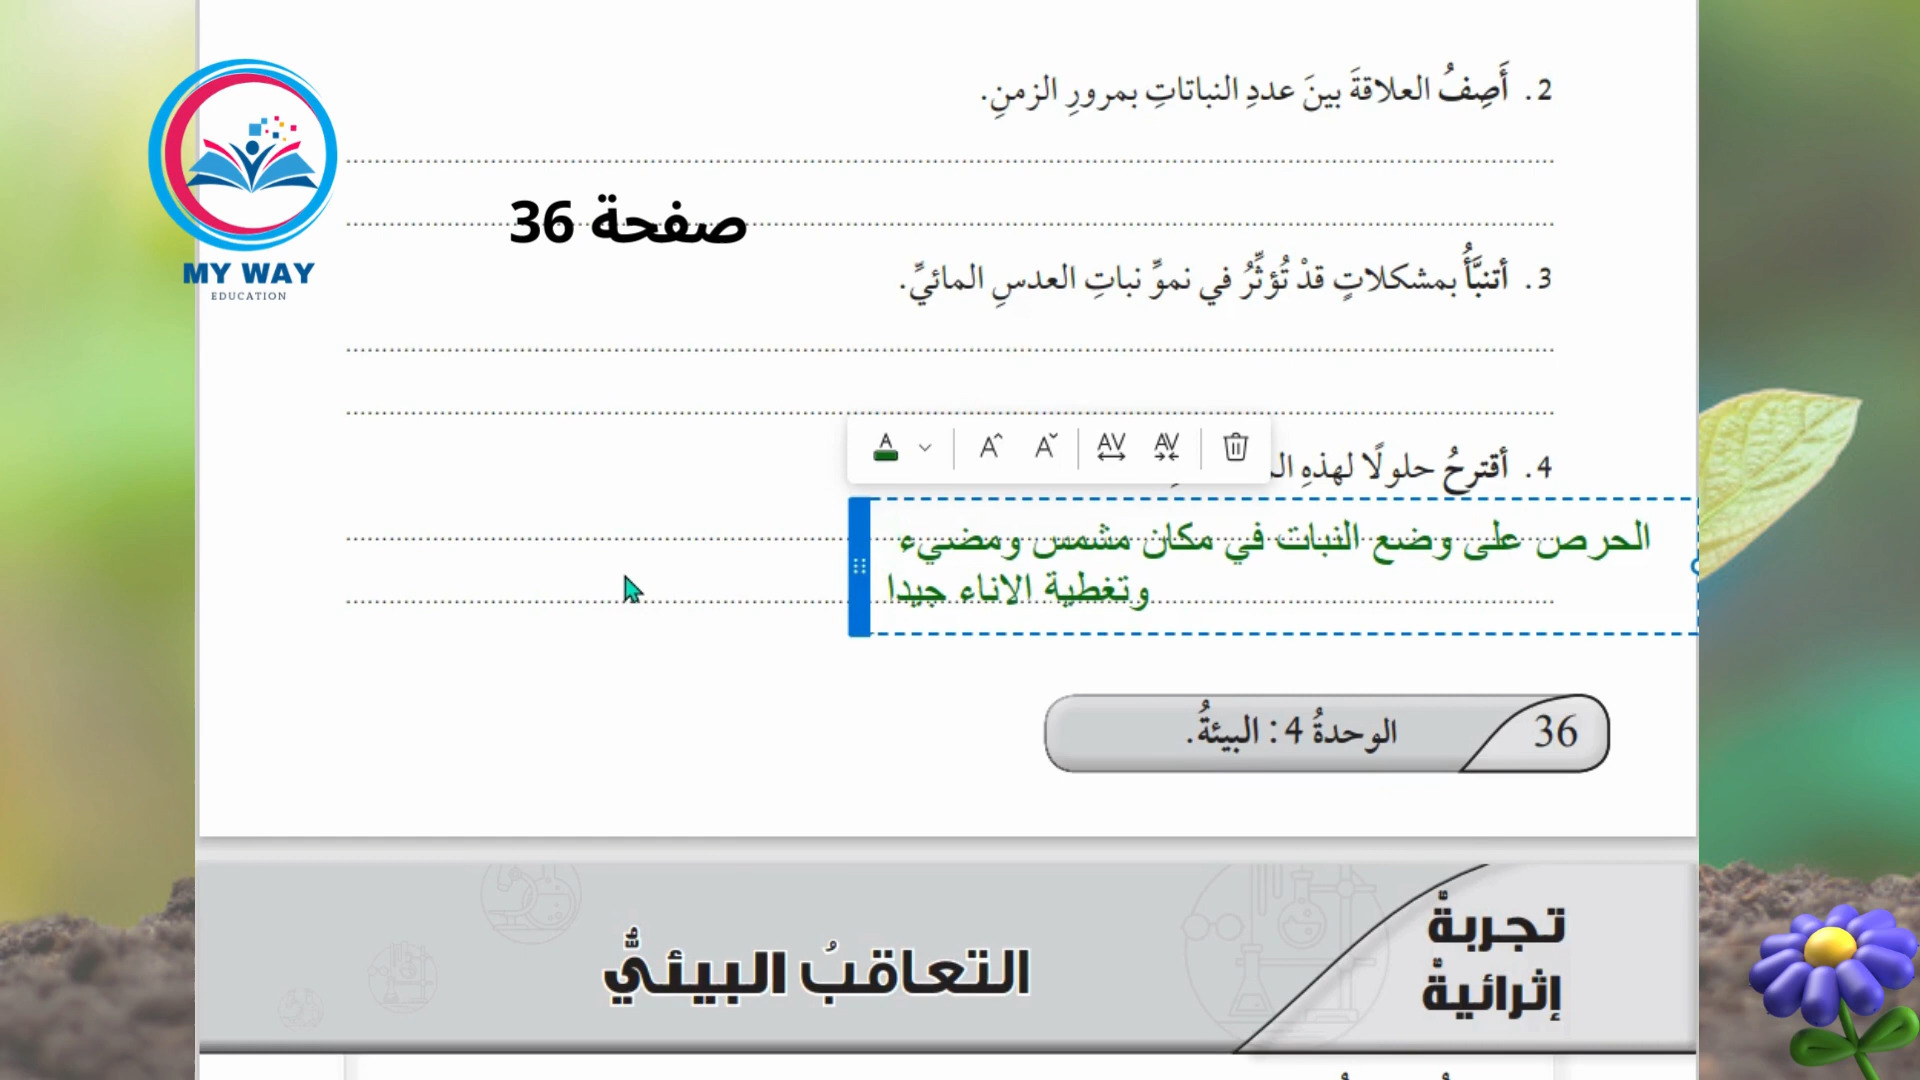 2. أَصِفُ العلاقةَ بينَ عددِ النباتاتِ بمرورِ الزمنِ.
MY WAY
EDUCATION
صفحة 36
3. أتنبَّأُ بمشكلاتٍ قدْ تُؤثِّرُ في نموِّ نباتِ العدسِ المائيِّ.
4. أقترحُ حلولًا لهذهِ
الحرص على وضع النبات في مكان مشمس ومضيء
وتغطية الاناء جيدا
36 الوحدةُ 4: البيئةُ.
تجربةٌ
إثرائيةٌ
التعاقبُ البيئيُّ